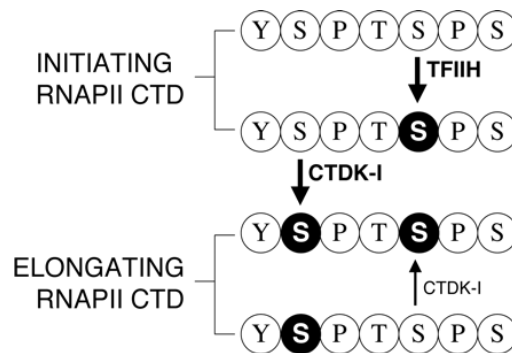 Y S P T S P S
INITIATING
RNAPII CTD
TFIIH
Y S P T S P S
CTDK-I
Y S P T S P S
ELONGATING
RNAPII CTD
CTDK-I
Y S P T S P S